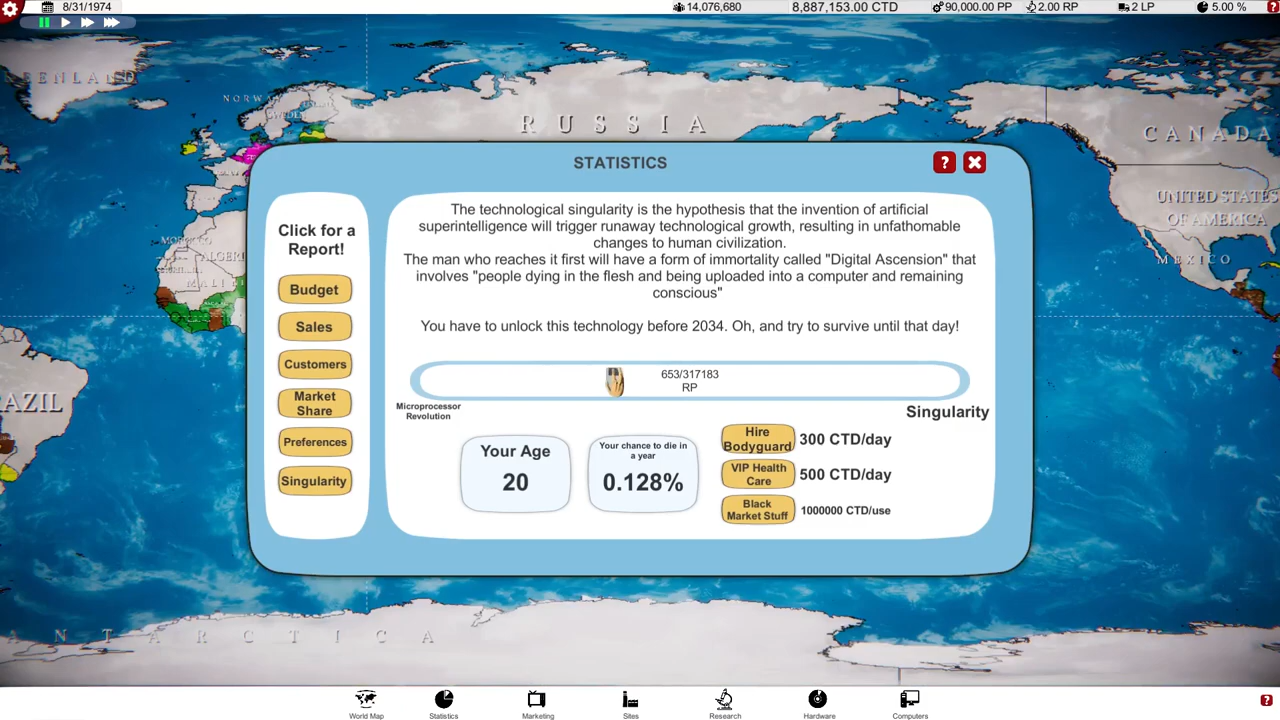 8/31/1974
14,076,680
8,887,153.00 CTD
90,000.00 PP
2.00 RP
2 LP
5.00 %
?
NORW
SWEDE
RUSSIA
CANADA
UNITED STATES
OF AMERICA
MEXICO
MALI
AZIL
ANTARCTICA
STATISTICS
?
Click for a
Report!
Budget
Sales
Customers
Market
Share
Preferences
Singularity
The technological singularity is the hypothesis that the invention of artificial
superintelligence will trigger runaway technological growth, resulting in unfathomable
changes to human civilization.
The man who reaches it first will have a form of immortality called "Digital Ascension" that
involves "people dying in the flesh and being uploaded into a computer and remaining
conscious"
You have to unlock this technology before 2034. Oh, and try to survive until that day!
653/317183
RP
Microprocessor
Revolution
Singularity
Your Age
20
Your chance to die in
a year
0.128%
Hire
Bodyguard
300 CTD/day
VIP Health
Care
500 CTD/day
Black
Market Stuff
1000000 CTD/use
World Map
Statistics
Marketing
Sites
Research
Hardware
Computers
?